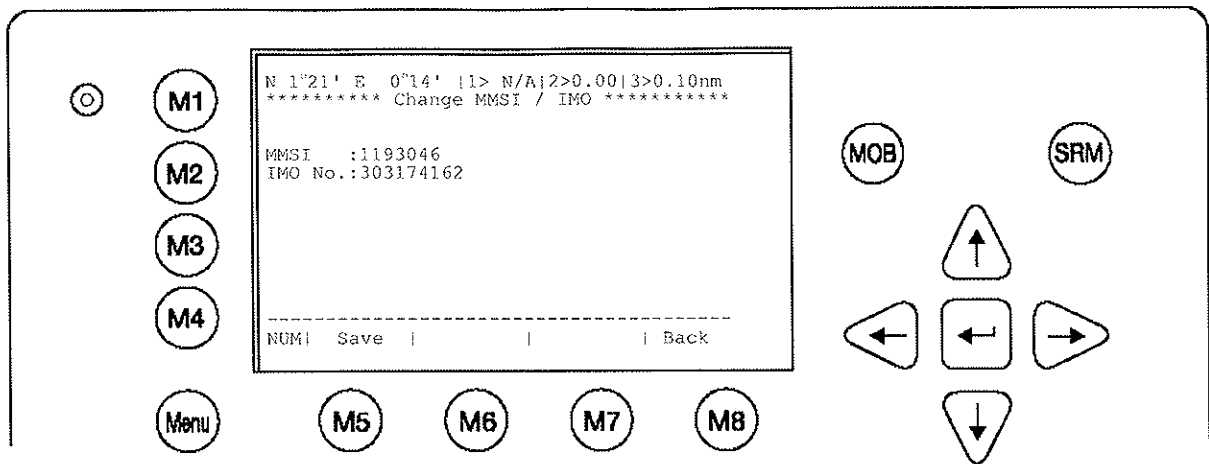 N 1°21' E 0°14' |1> N/A|2>0.00|3>0.10nm
********** Change MMSI / IMO ***********
MMSI :1193046
IMO No.:303174162
NUM| Save | | | Back
M1
M2
M3
M4
Menu
M5
M6
M7
M8
MOB
SRM